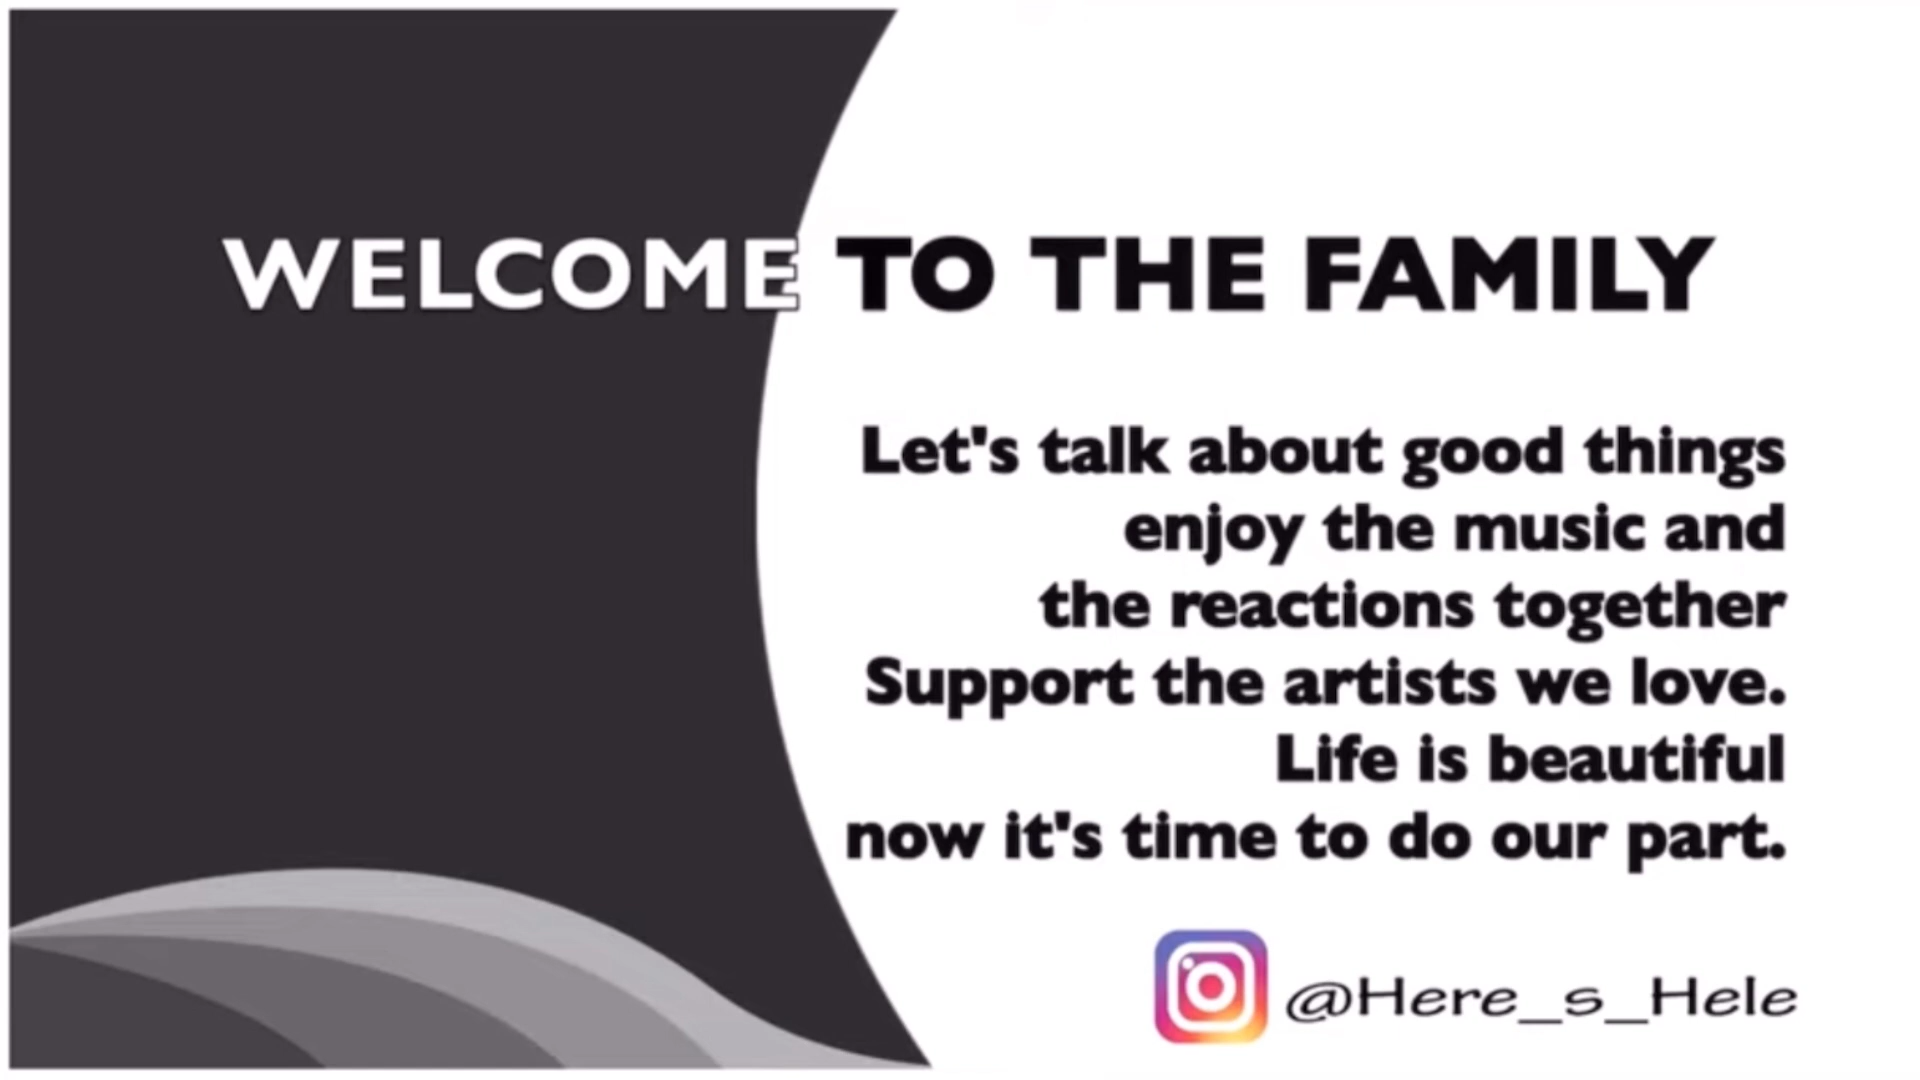 WELCOME TO THE FAMILY
Let's talk about good things
enjoy the music and
the reactions together
Support the artists we love.
Life is beautiful
now it's time to do our part.
@Here_s_Hele